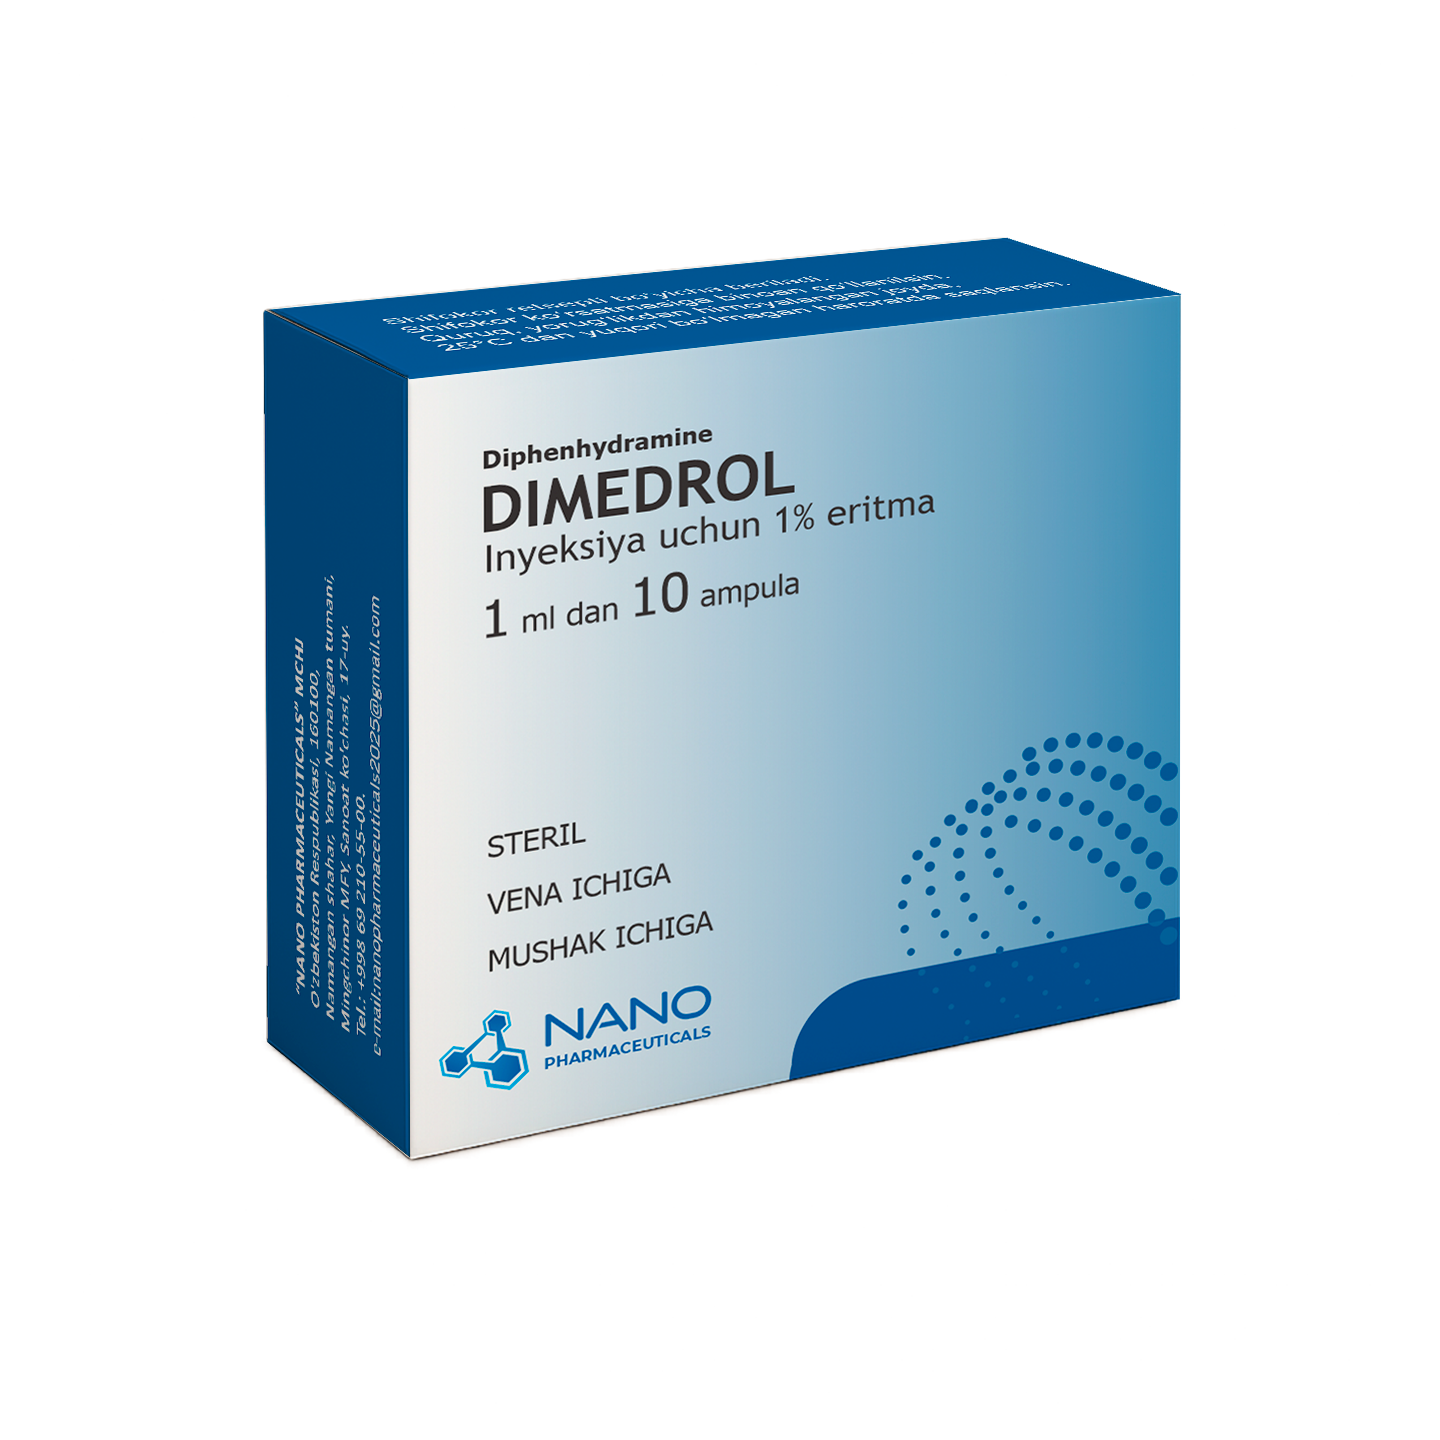 Shifokor retsepti bo'yicha beriladi.
Shifokor ko'rsatmasiga binoan qo'llanilsin.
Quruq, yorug'likdan himoyalangan joyda,
25°C dan yuqori bo'lmagan haroratda saqlansin.
Diphenhydramine
DIMEDROL
Inyeksiya uchun 1% eritma
1 ml dan 10 ampula
STERIL
VENA ICHIGA
MUSHAK ICHIGA
NANO
PHARMACEUTICALS
"NANO PHARMACEUTICALS" MCHJ
O'zbekiston Respublikasi, 160100,
Namangan shahar, Yangi Namangan tumani,
Mingchinor MFY, Sanoat ko'chasi, 17-uy.
Tel.: +998 69 210-55-00.
e-mail:nanopharmaceuticals2025@gmail.com